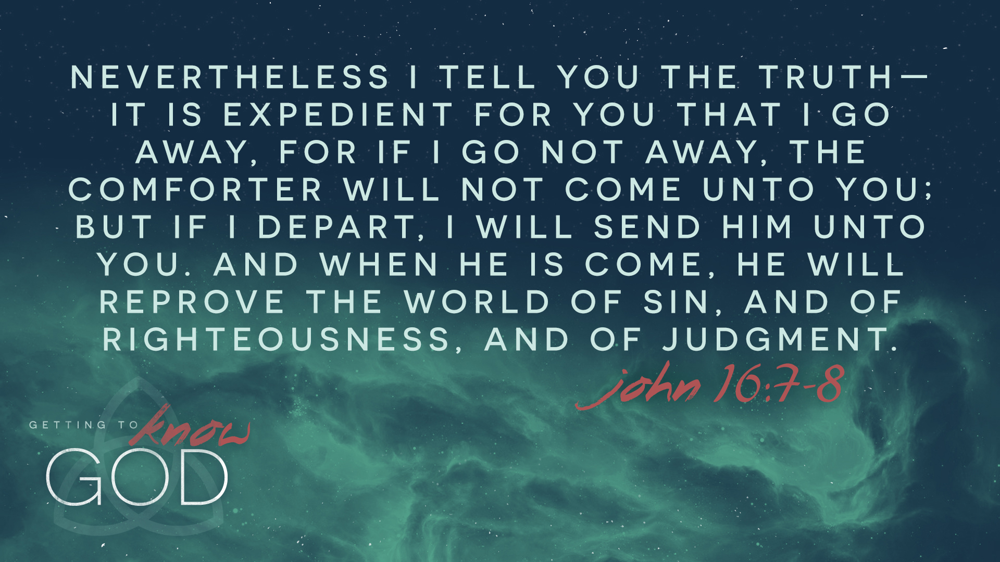 NEVERTHELESS I TELL YOU THE TRUTH—
IT IS EXPEDIENT FOR YOU THAT I GO
AWAY, FOR IF I GO NOT AWAY, THE
COMFORTER WILL NOT COME UNTO YOU;
BUT IF I DEPART, I WILL SEND HIM UNTO
YOU. AND WHEN HE IS COME, HE WILL
REPROVE THE WORLD OF SIN, AND OF
RIGHTEOUSNESS, AND OF JUDGMENT.
john 16:7-8
GETTING TO know
GOD